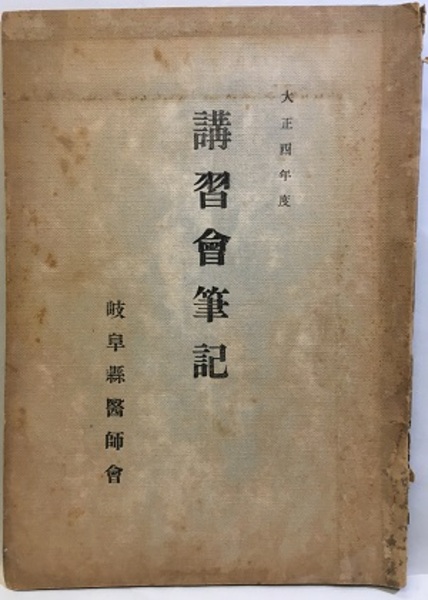 大正四年度
講習會筆記
岐阜縣醫師會